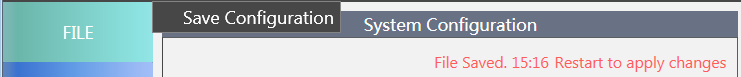 FILE
Save Configuration
System Configuration
File Saved. 15:16 Restart to apply changes